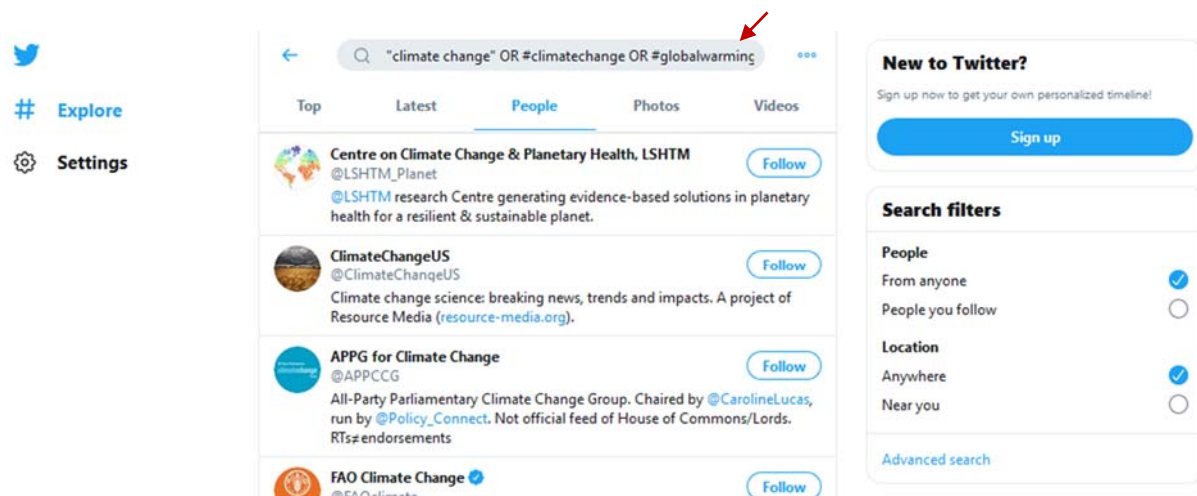 "climate change" OR #climatechange OR #globalwarming
Explore
Settings
Top Latest People Photos Videos
Centre on Climate Change & Planetary Health, LSHTM
@LSHTM_Planet
Follow
@LSHTM research Centre generating evidence-based solutions in planetary
health for a resilient & sustainable planet.
ClimateChangeUS
@ClimateChangeUS
Follow
Climate change science: breaking news, trends and impacts. A project of
Resource Media (resource-media.org).
APPG for Climate Change
@APPCCG
Follow
All-Party Parliamentary Climate Change Group. Chaired by @CarolineLucas,
run by @Policy_Connect. Not official feed of House of Commons/Lords.
RTs≠endorsements
FAO Climate Change
@FAOclimate
Follow
New to Twitter?
Sign up now to get your own personalized timeline!
Sign up
Search filters
People
From anyone
People you follow
Location
Anywhere
Near you
Advanced search